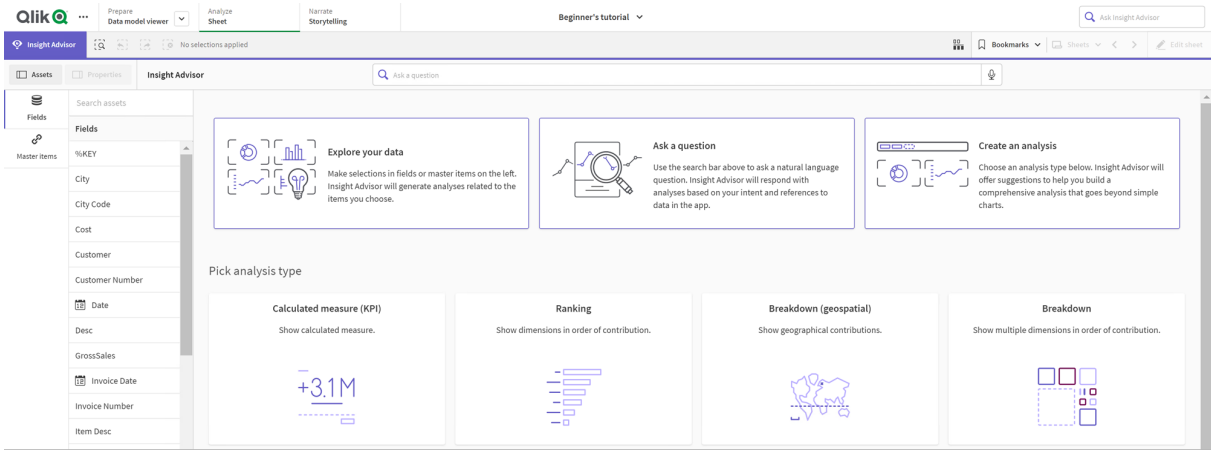 Qlik
Prepare
Data model viewer
Analyze
Sheet
Narrate
Storytelling
Beginner's tutorial
Ask Insight Advisor
Insight Advisor
No selections applied
Bookmarks
Sheets
Edit sheet
Assets
Properties
Insight Advisor
Ask a question
Fields
Master items
Search assets
Fields
%KEY
City
City Code
Cost
Customer
Customer Number
Date
Desc
GrossSales
Invoice Date
Invoice Number
Item Desc
Explore your data
Make selections in fields or master items on the left.
Insight Advisor will generate analyses related to the
items you choose.
Ask a question
Use the search bar above to ask a natural language
question. Insight Advisor will respond with
analyses based on your intent and references to
data in the app.
Create an analysis
Choose an analysis type below. Insight Advisor will
offer suggestions to help you build a
comprehensive analysis that goes beyond simple
charts.
Pick analysis type
Calculated measure (KPI)
Show calculated measure.
+3.1M
Ranking
Show dimensions in order of contribution.
Breakdown (geospatial)
Show geographical contributions.
Breakdown
Show multiple dimensions in order of contribution.